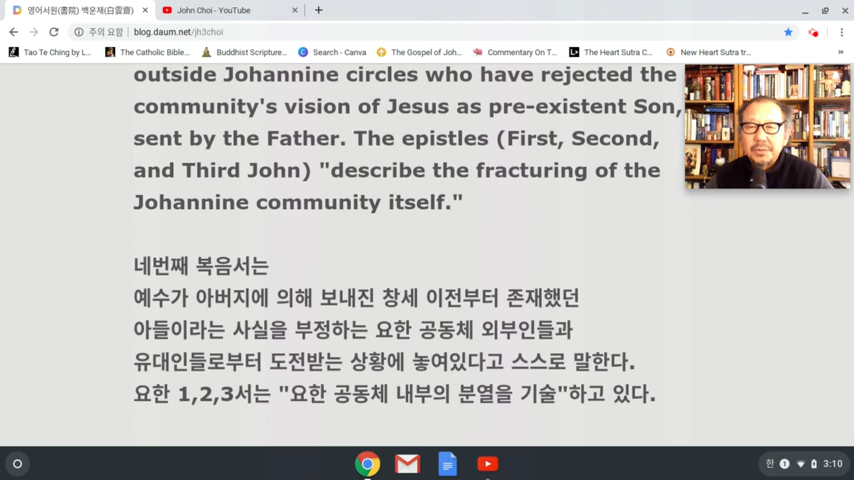 영어서원(書院) 백운재(白雲齋)
John Choi - YouTube
주의 요함
blog.daum.net/jh3choi
Tao Te Ching by L...
The Catholic Bible...
Buddhist Scripture...
Search - Canva
The Gospel of Joh...
Commentary On T...
The Heart Sutra C...
New Heart Sutra tr...
outside Johannine circles who have rejected the
community's vision of Jesus as pre-existent Son,
sent by the Father. The epistles (First, Second,
and Third John) "describe the fracturing of the
Johannine community itself."
네번째 복음서는
예수가 아버지에 의해 보내진 창세 이전부터 존재했던
아들이라는 사실을 부정하는 요한 공동체 외부인들과
유대인들로부터 도전받는 상황에 놓여있다고 스스로 말한다.
요한 1,2,3서는 "요한 공동체 내부의 분열을 기술"하고 있다.
한
1
3:10